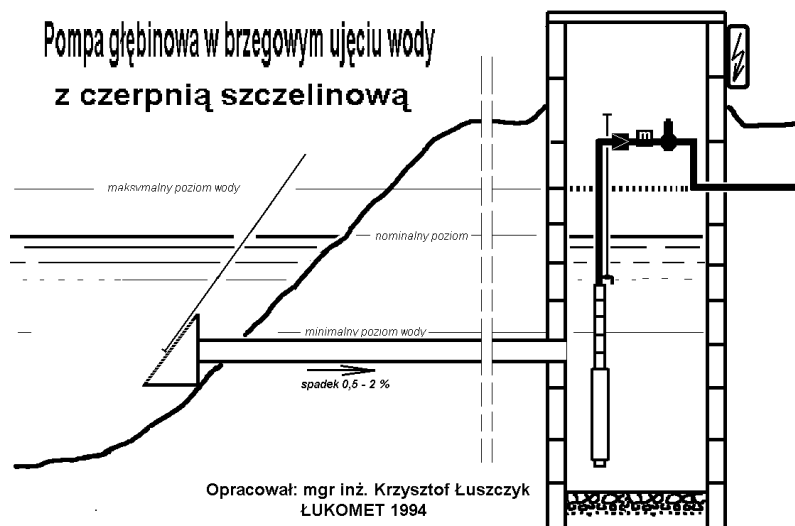 Pompa głębinowa w brzegowym ujęciu wody
z czerpnią szczelinową
maksymalny poziom wody
nominalny poziom
minimalny poziom wody
spadek 0,5 - 2 %
Opracował: mgr inż. Krzysztof Łuszczyk
ŁUKOMET 1994